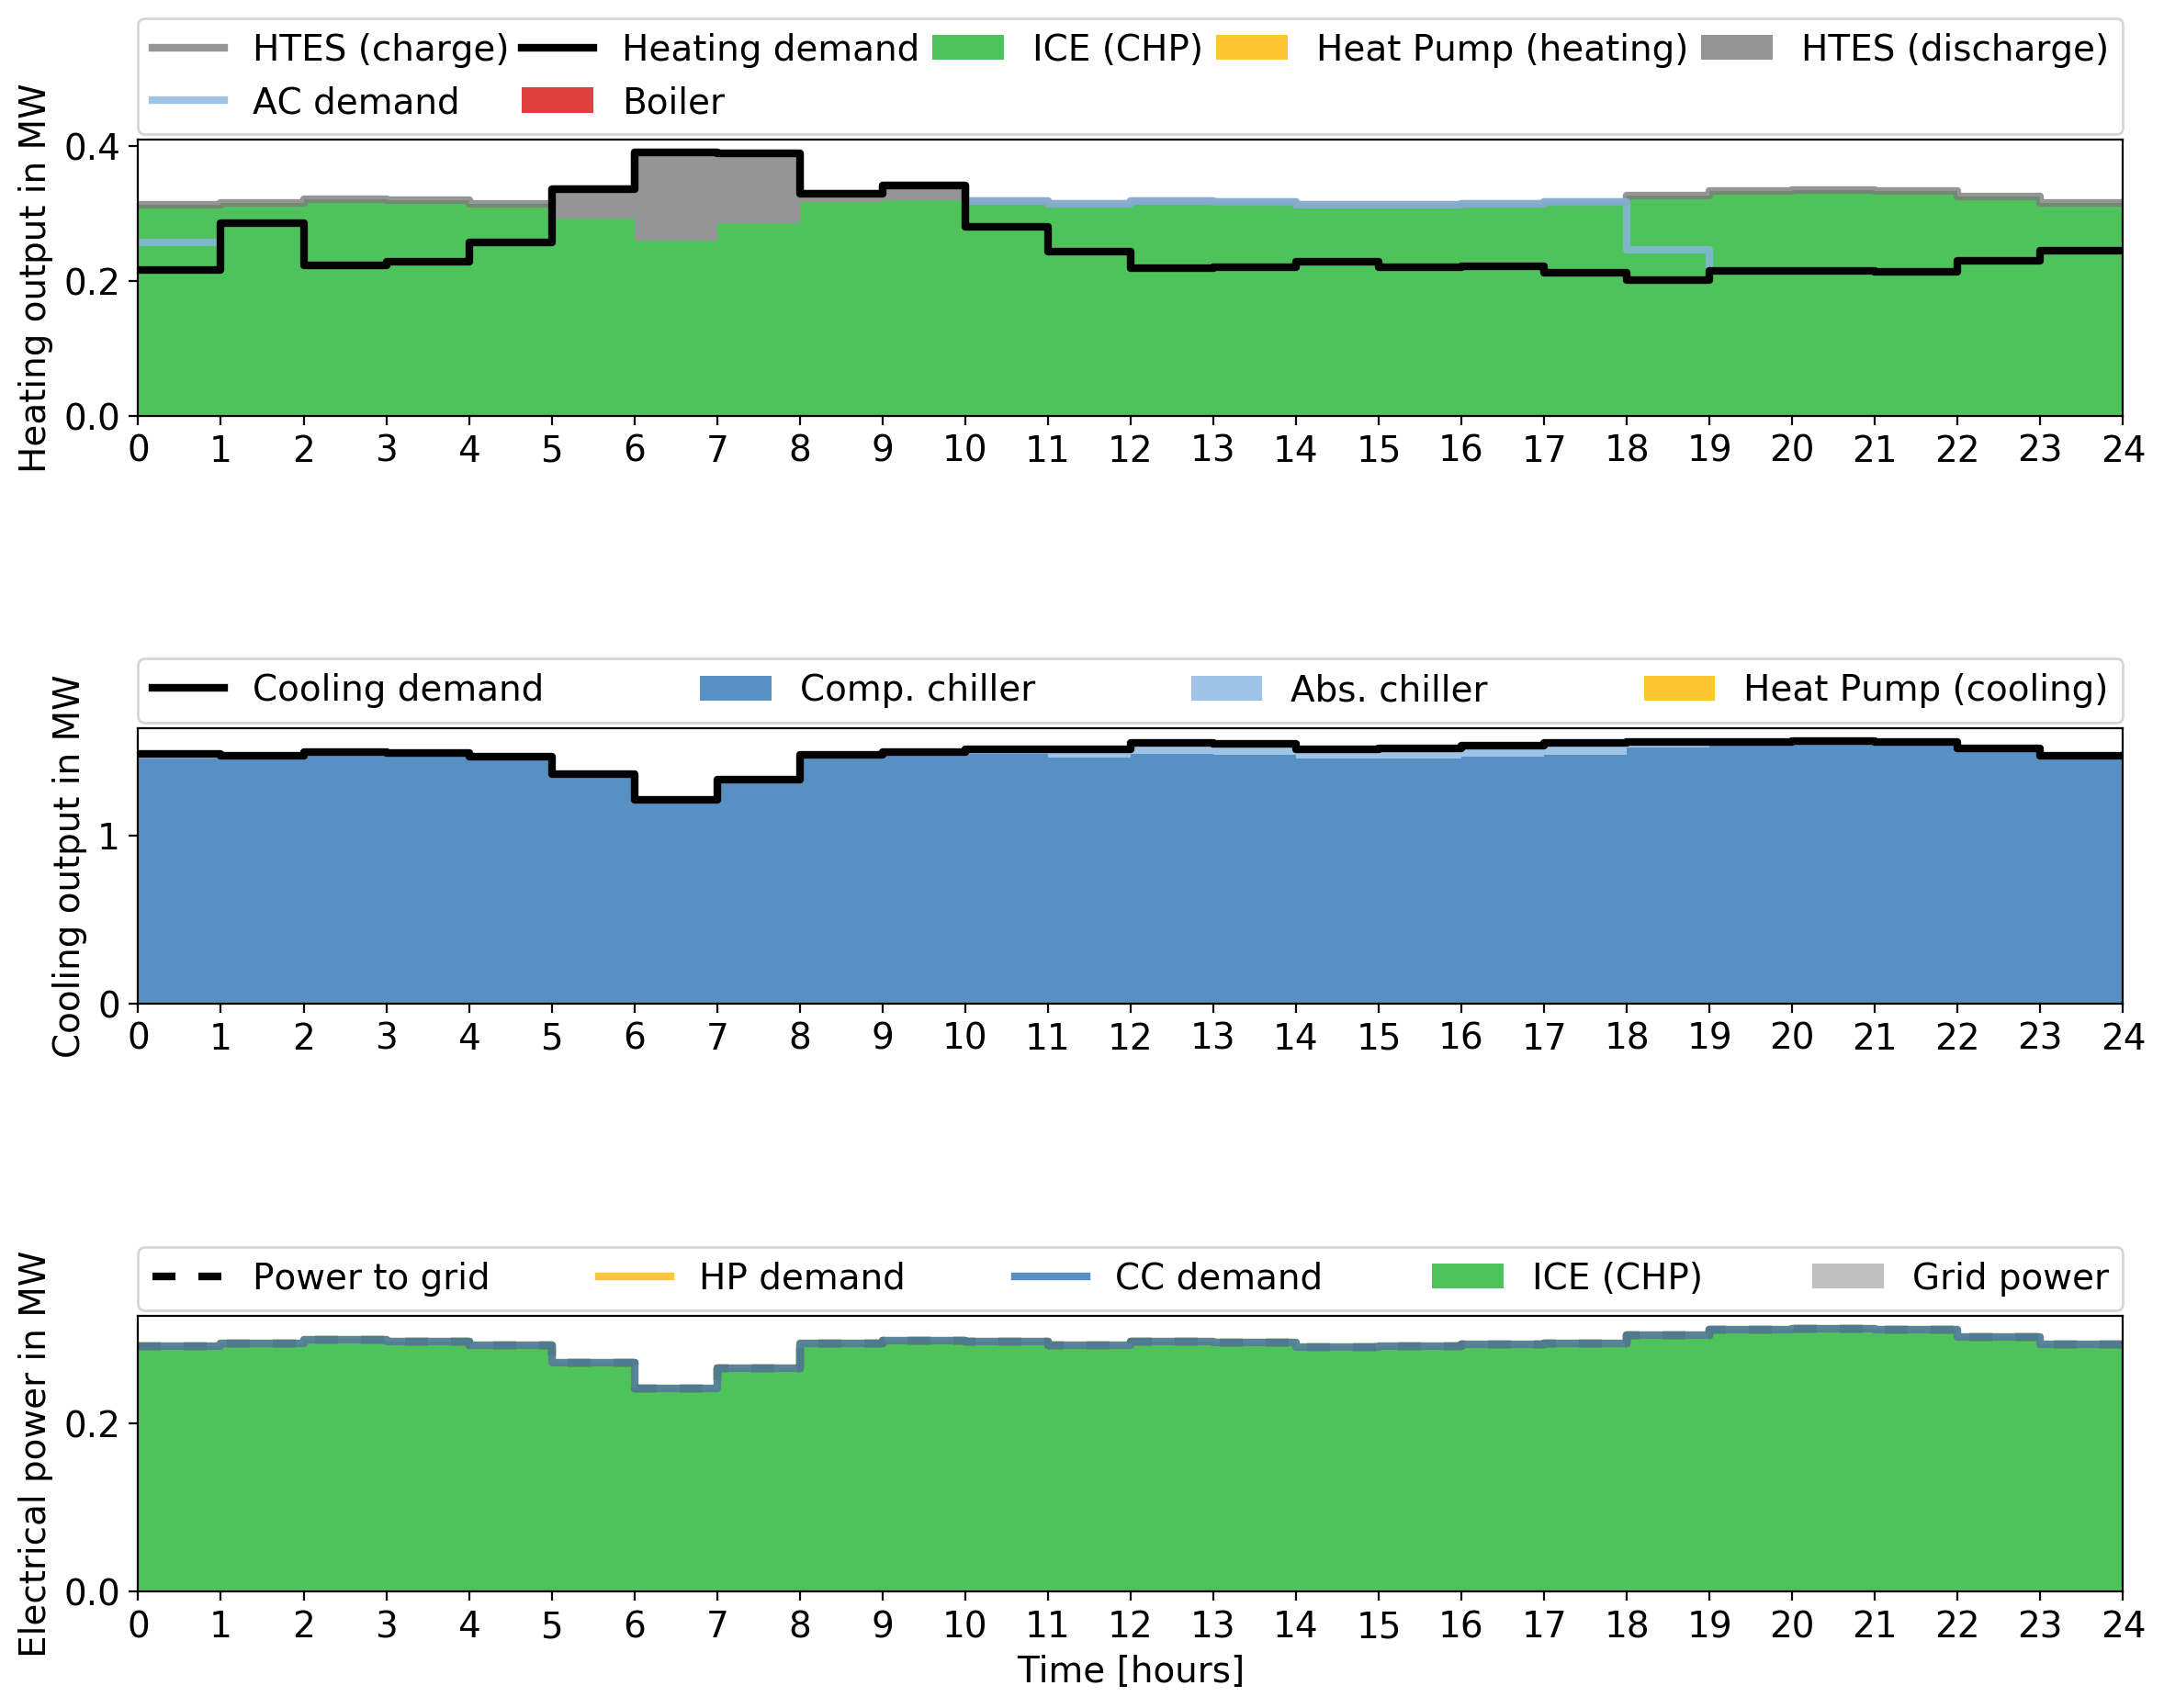 HTES (charge) Heating demand ICE (CHP) Heat Pump (heating) HTES (discharge)
AC demand Boiler
Heating output in MW
0.4
0.2
0.0
0 1 2 3 4 5 6 7 8 9 10 11 12 13 14 15 16 17 18 19 20 21 22 23 24
Cooling demand Comp. chiller Abs. chiller Heat Pump (cooling)
Cooling output in MW
1
0
0 1 2 3 4 5 6 7 8 9 10 11 12 13 14 15 16 17 18 19 20 21 22 23 24
Power to grid HP demand CC demand ICE (CHP) Grid power
Electrical power in MW
0.2
0.0
0 1 2 3 4 5 6 7 8 9 10 11 12 13 14 15 16 17 18 19 20 21 22 23 24
Time [hours]